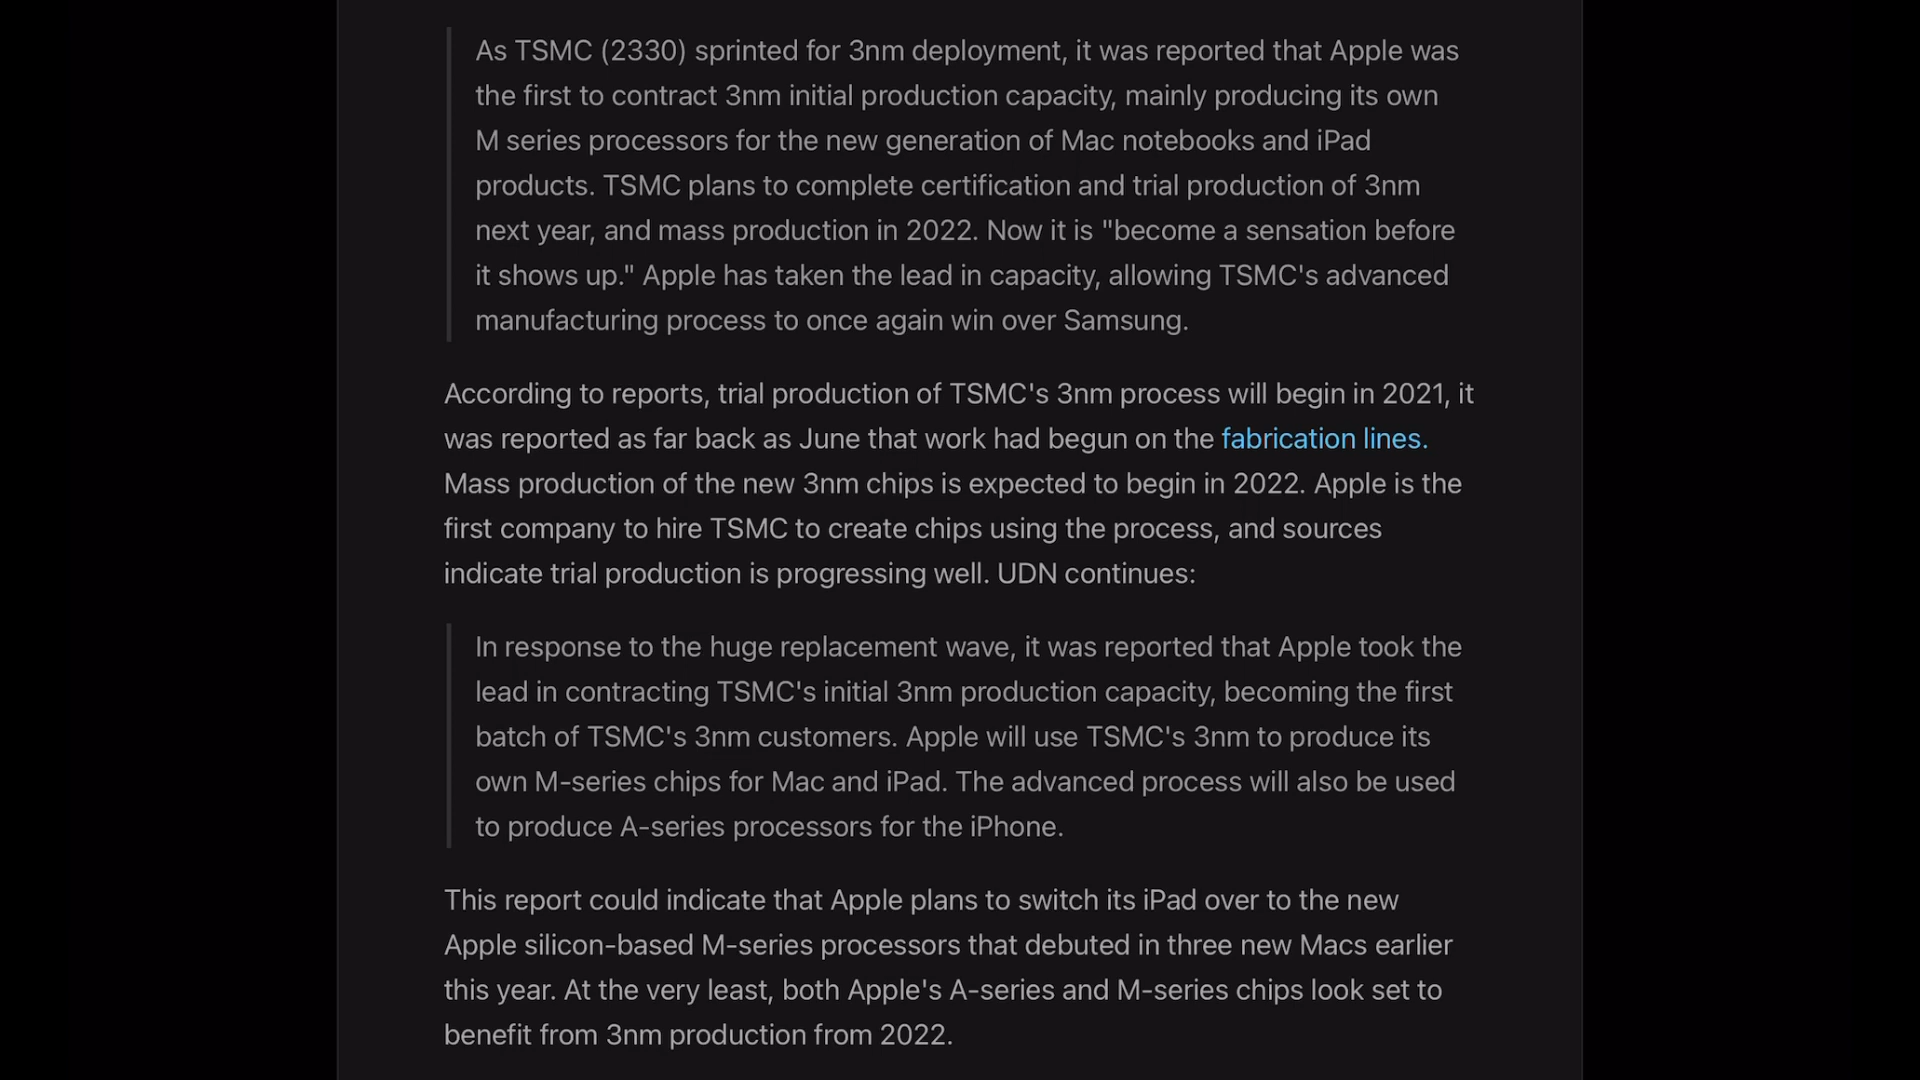 As TSMC (2330) sprinted for 3nm deployment, it was reported that Apple was
the first to contract 3nm initial production capacity, mainly producing its own
M series processors for the new generation of Mac notebooks and iPad
products. TSMC plans to complete certification and trial production of 3nm
next year, and mass production in 2022. Now it is "become a sensation before
it shows up." Apple has taken the lead in capacity, allowing TSMC's advanced
manufacturing process to once again win over Samsung.
According to reports, trial production of TSMC's 3nm process will begin in 2021, it
was reported as far back as June that work had begun on the fabrication lines.
Mass production of the new 3nm chips is expected to begin in 2022. Apple is the
first company to hire TSMC to create chips using the process, and sources
indicate trial production is progressing well. UDN continues:
In response to the huge replacement wave, it was reported that Apple took the
lead in contracting TSMC's initial 3nm production capacity, becoming the first
batch of TSMC's 3nm customers. Apple will use TSMC's 3nm to produce its
own M-series chips for Mac and iPad. The advanced process will also be used
to produce A-series processors for the iPhone.
This report could indicate that Apple plans to switch its iPad over to the new
Apple silicon-based M-series processors that debuted in three new Macs earlier
this year. At the very least, both Apple's A-series and M-series chips look set to
benefit from 3nm production from 2022.